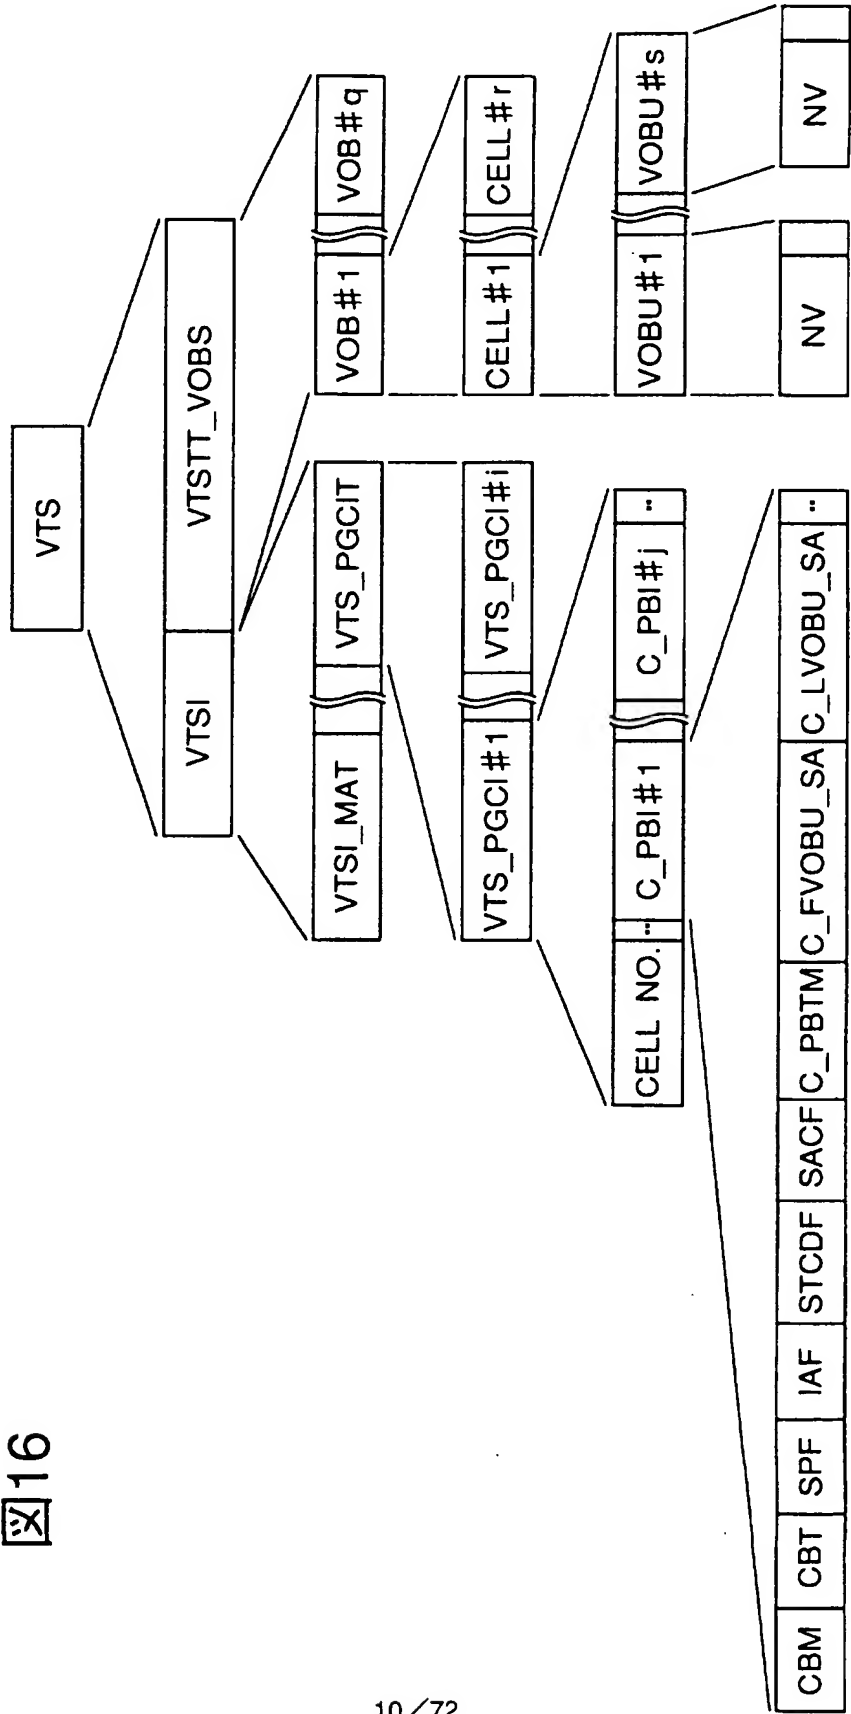 図16
VTS
VTSI VTSTT_VOBS
VTSI_MAT VTS_PGCIT VOB#1 VOB#q
VTS_PGCI#1 VTS_PGCI#i CELL#1 CELL#r
CELL NO. ·· C_PBI#1 C_PBI#j ·· VOBU#1 VOBU#s
CBM CBT SPF IAF STCDF SACF C_PBTM C_FVOBU_SA C_LVOBU_SA ·· NV NV
10/72